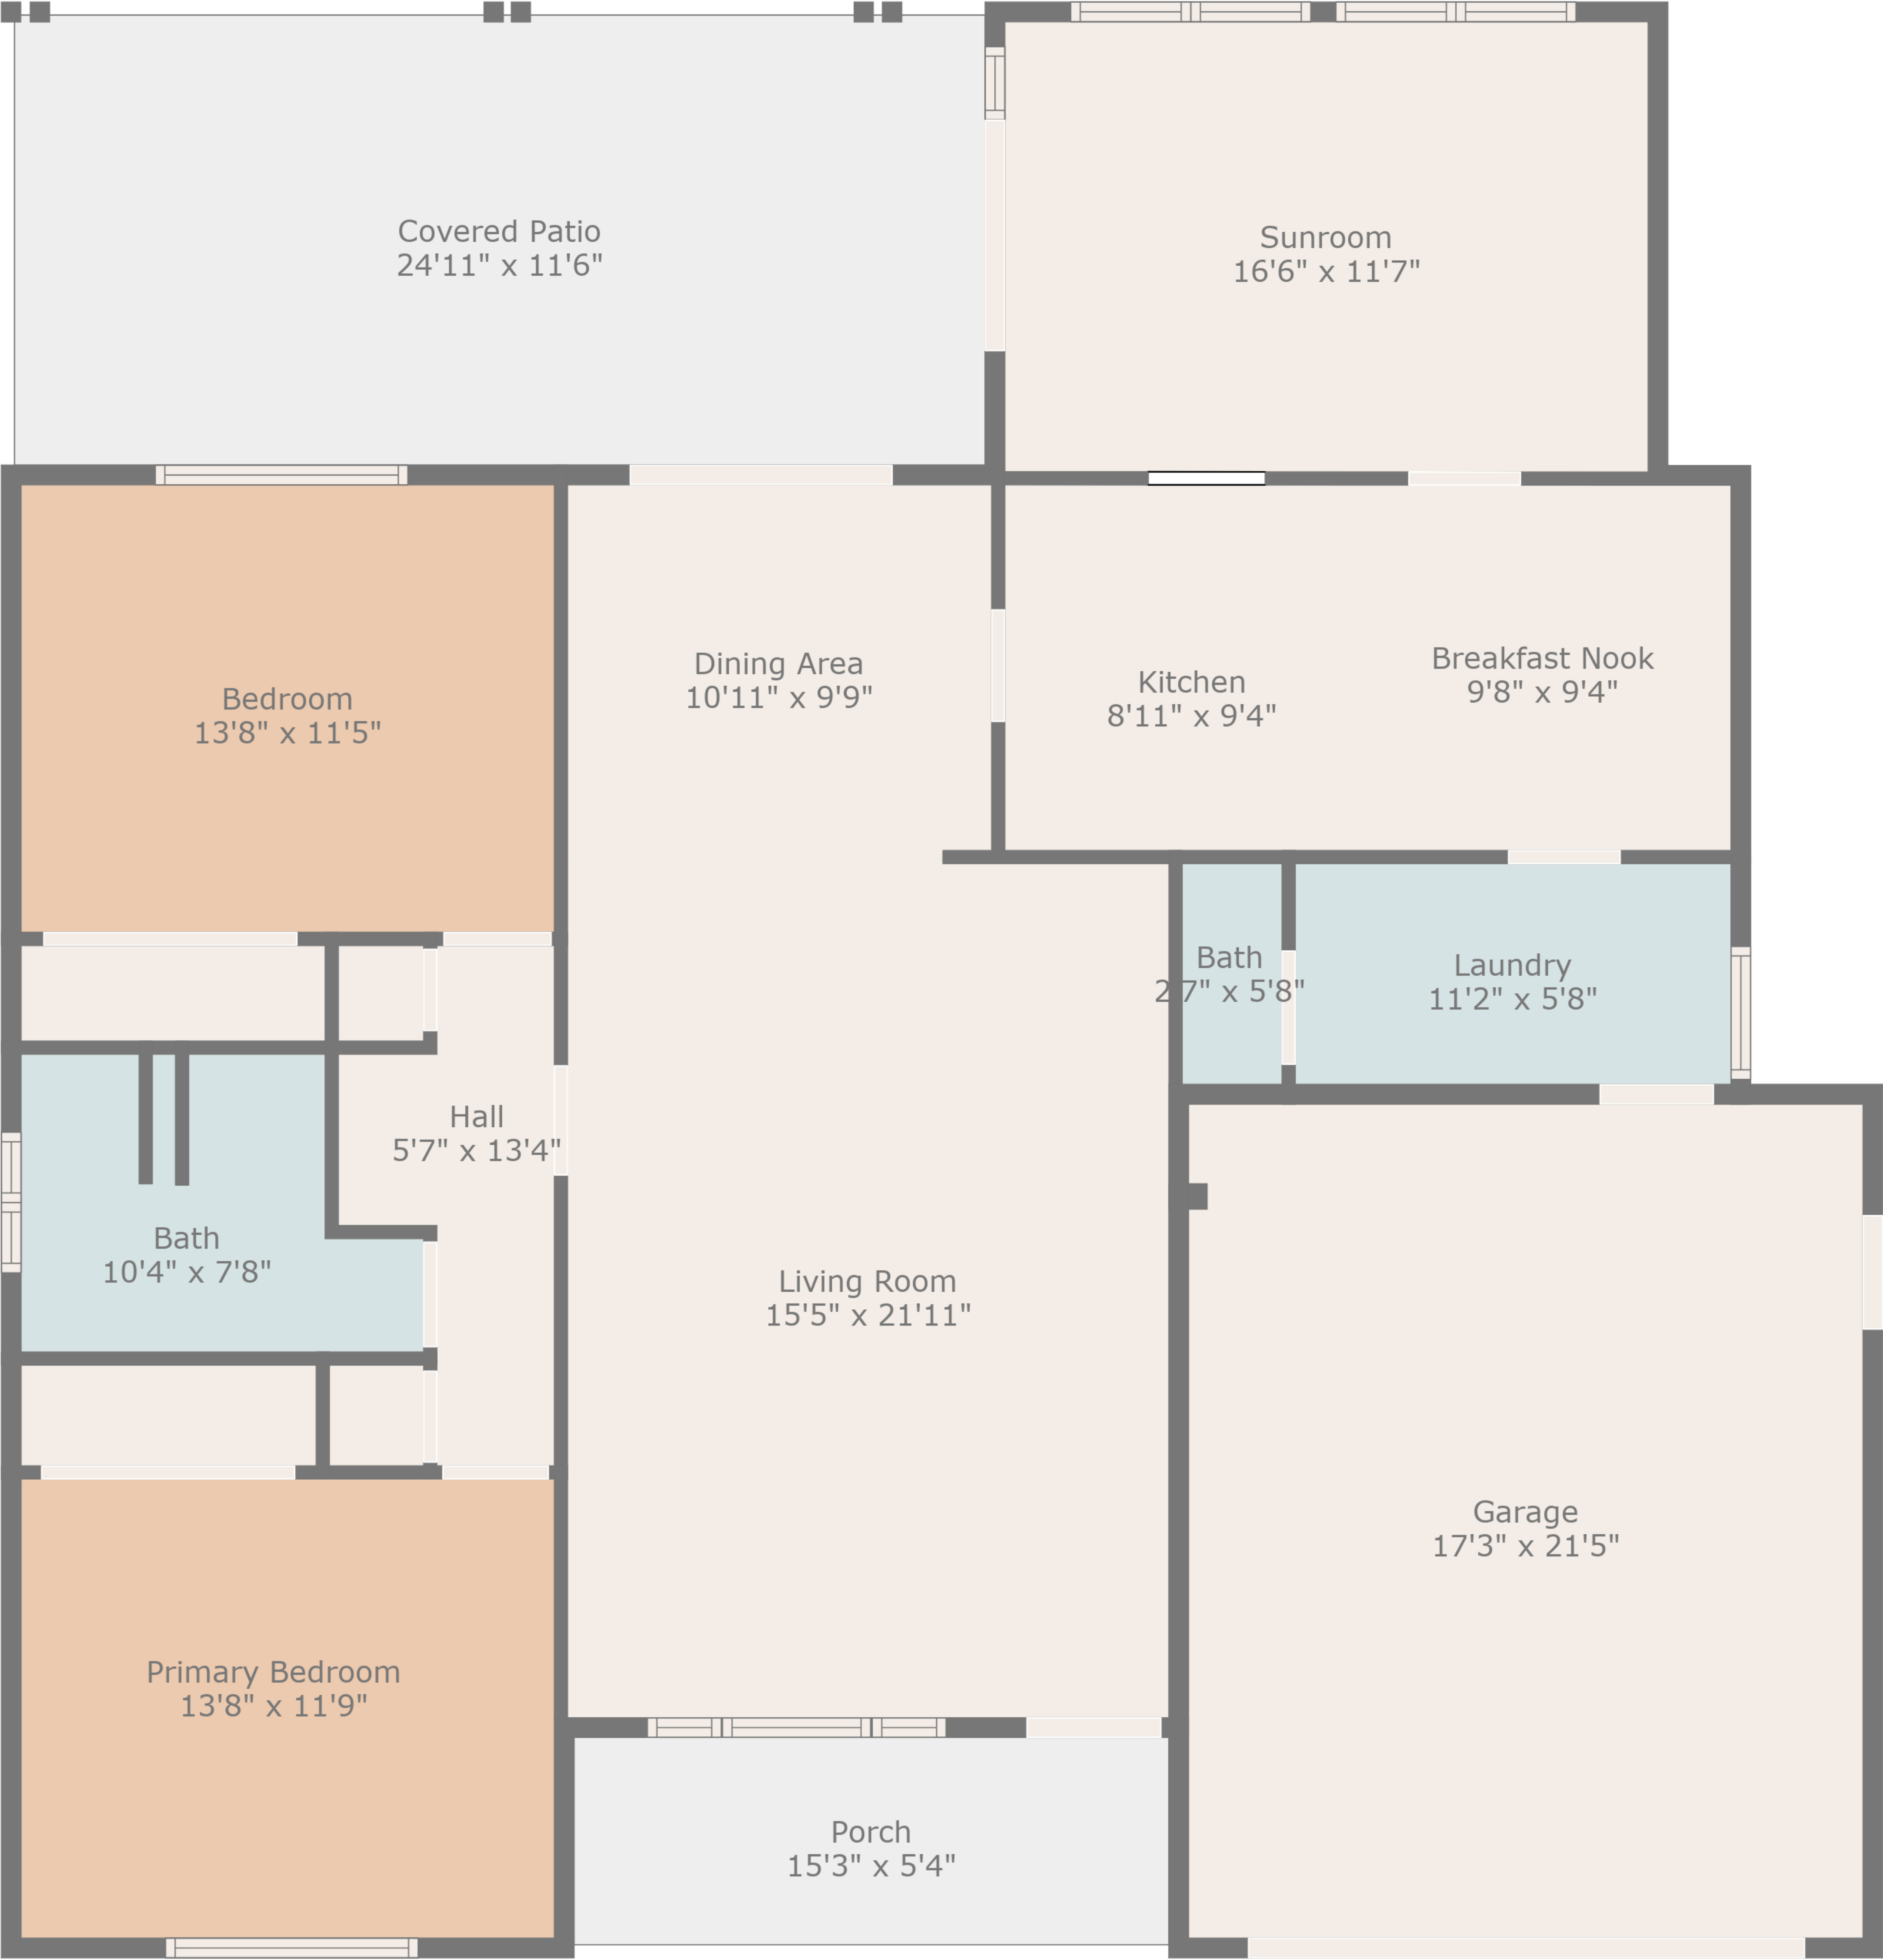 Covered Patio
24'11" x 11'6"
Sunroom
16'6" x 11'7"
Bedroom
13'8" x 11'5"
Dining Area
10'11" x 9'9"
Kitchen
8'11" x 9'4"
Breakfast Nook
9'8" x 9'4"
Bath
2'7" x 5'8"
Laundry
11'2" x 5'8"
Hall
5'7" x 13'4"
Bath
10'4" x 7'8"
Living Room
15'5" x 21'11"
Garage
17'3" x 21'5"
Primary Bedroom
13'8" x 11'9"
Porch
15'3" x 5'4"